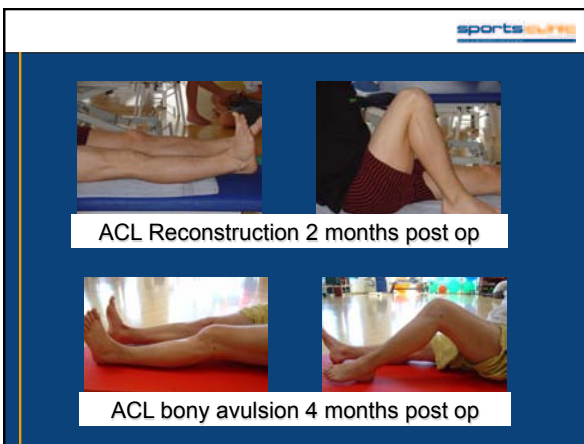 sportsclinic
ACL Reconstruction 2 months post op
ACL bony avulsion 4 months post op